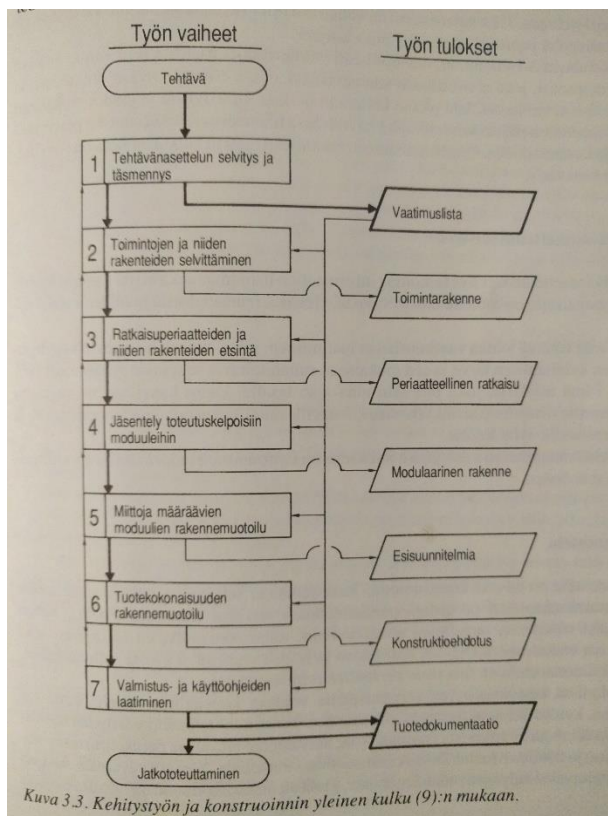 Työn vaiheet
Työn tulokset
Tehtävä
1
Tehtävänasettelun selvitys ja
täsmennys
Vaatimuslista
2
Toimintojen ja niiden
rakenteiden selvittäminen
Toimintarakenne
3
Ratkaisuperiaatteiden ja
niiden rakenteiden etsintä
Periaatteellinen ratkaisu
4
Jäsentely toteutuskelpoisiin
moduuleihin
Modulaarinen rakenne
5
Mittoja määräävien
moduulien rakennemuotoilu
Esisuunnitelmia
6
Tuotekokonaisuuden
rakennemuotoilu
Konstruktioehdotus
7
Valmistus- ja käyttöohjeiden
laatiminen
Tuotedokumentaatio
Jatkototeuttaminen
Kuva 3.3. Kehitystyön ja konstruoinnin yleinen kulku (9):n mukaan.